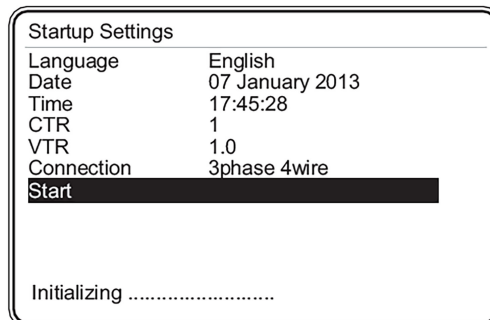 Startup Settings
Language English
Date 07 January 2013
Time 17:45:28
CTR 1
VTR 1.0
Connection 3phase 4wire
Start
Initializing ..........................